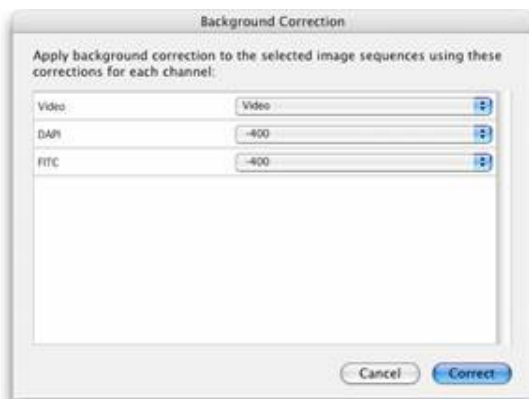 Background Correction
Apply background correction to the selected image sequences using these
corrections for each channel:
Video Video
DAPI -400
FITC -400
Cancel Correct